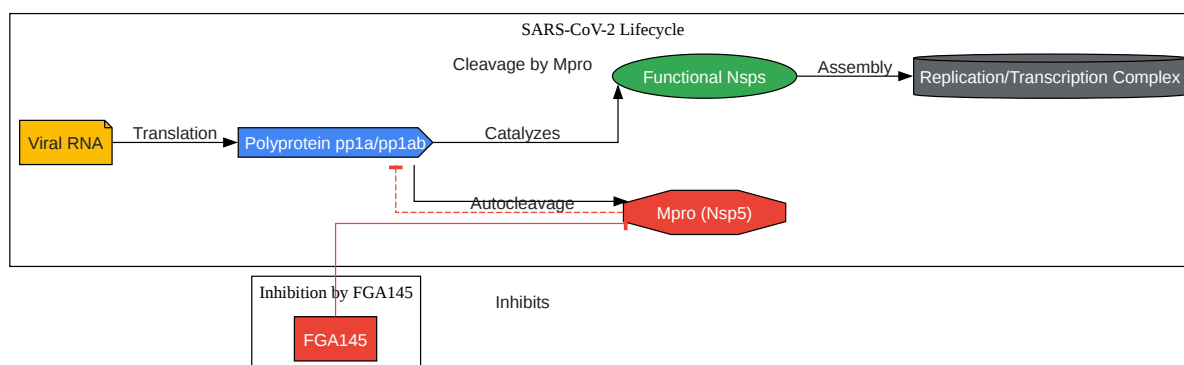 SARS-CoV-2 Lifecycle
Cleavage by Mpro
Functional Nsps
Assembly
Replication/Transcription Complex
Viral RNA
Translation
Polyprotein pp1a/pp1ab
Catalyzes
Autocleavage
Mpro (Nsp5)
Inhibition by FGA145
Inhibits
FGA145